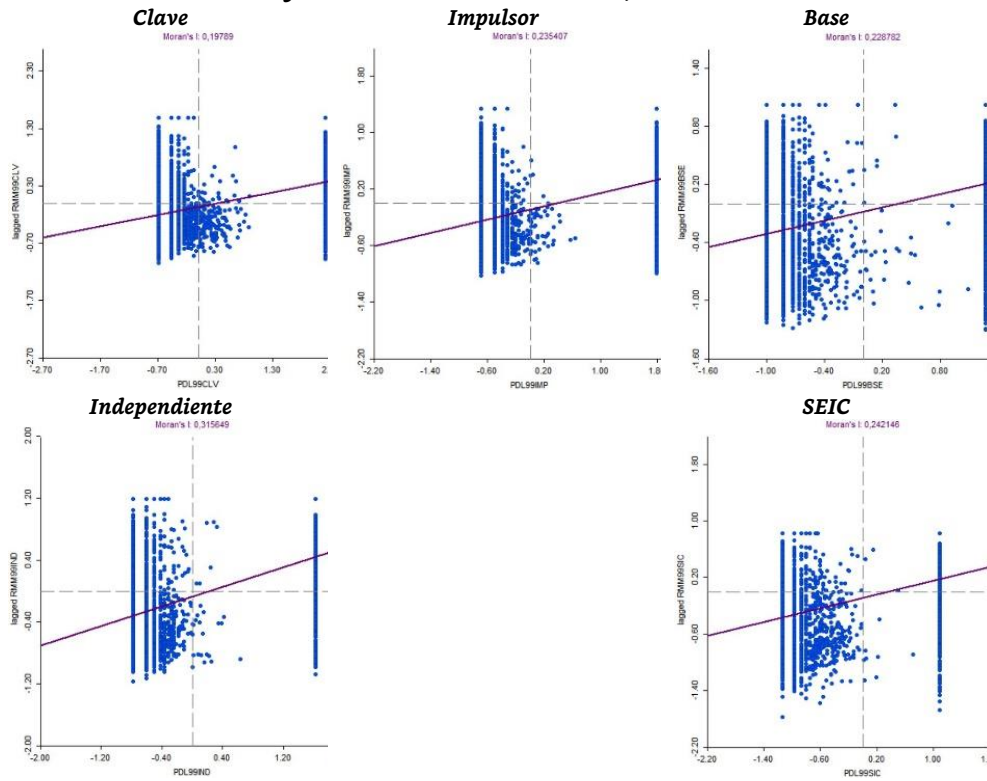 Clave
Impulsor
Base
Moran's I: 0,19789
Moran's I: 0,235407
Moran's I: 0,228782
lagged RMM99CLV
2.30
1.30
0.30
-0.70
-1.70
-2.70
-2.70 -1.70 -0.70 0.30 1.30 2.
PDL99CLV
lagged RMM99IMP
1.80
1.00
0.20
-0.60
-1.40
-2.20
-2.20 -1.40 -0.60 0.20 1.00 1.8
PDL99IMP
lagged RMM99BSE
1.40
0.80
0.20
-0.40
-1.00
-1.60
-1.60 -1.00 -0.40 0.20 0.80
PDL99BSE
Independiente
SEIC
Moran's I: 0,315649
Moran's I: 0,242146
lagged RMM99IND
2.00
1.20
0.40
-0.40
-1.20
-2.00
-2.00 -1.20 -0.40 0.40 1.20
PDL99IND
lagged RMM99SIC
1.80
1.00
0.20
-0.60
-1.40
-2.20
-2.20 -1.40 -0.60 0.20 1.00 1.8
PDL99SIC